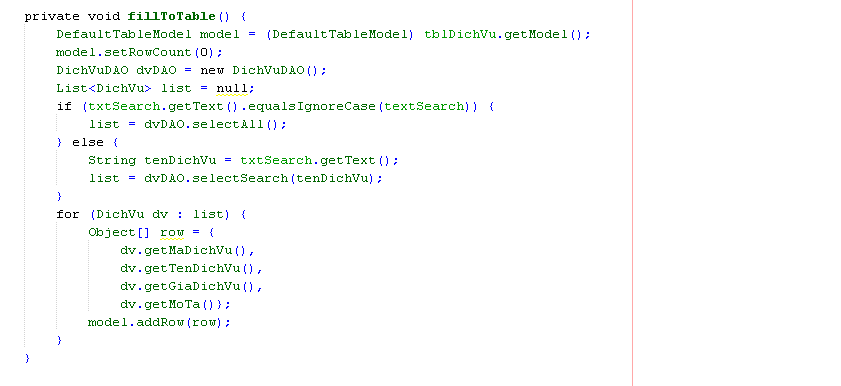 private void fillToTable() {
    DefaultTableModel model = (DefaultTableModel) tblDichVu.getModel();
    model.setRowCount(0);
    DichVuDAO dvDAO = new DichVuDAO();
    List<DichVu> list = null;
    if (txtSearch.getText().equalsIgnoreCase(textSearch)) {
        list = dvDAO.selectAll();
    } else {
        String tenDichVu = txtSearch.getText();
        list = dvDAO.selectSearch(tenDichVu);
    }
    for (DichVu dv : list) {
        Object[] row = {
            dv.getMaDichVu(),
            dv.getTenDichVu(),
            dv.getGiaDichVu(),
            dv.getMoTa()};
        model.addRow(row);
    }
}